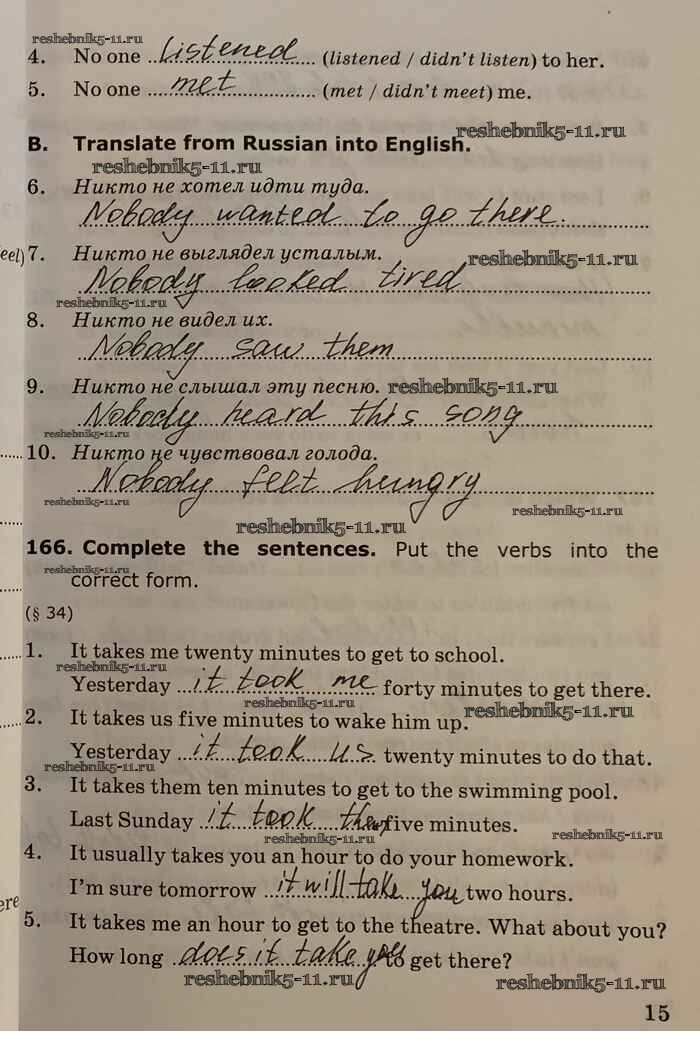 reshebnik5-11.ru
4. No one listened (listened / didn't listen) to her.
5. No one met (met / didn't meet) me.
B. Translate from Russian into English. reshebnik5-11.ru
reshebnik5-11.ru
6. Никто не хотел идти туда.
Nobody wanted to go there.
eel) 7. Никто не выглядел усталым. reshebnik5-11.ru
Nobody looked tired
reshebnik5-11.ru
8. Никто не видел их.
Nobody saw them
9. Никто не слышал эту песню. reshebnik5-11.ru
Nobody heard this song
reshebnik5-11.ru
10. Никто не чувствовал голода.
Nobody felt hungry
reshebnik5-11.ru reshebnik5-11.ru
reshebnik5-11.ru
166. Complete the sentences. Put the verbs into the
reshebnik5-11.ru
correct form.
(§ 34)
1. It takes me twenty minutes to get to school.
reshebnik5-11.ru
Yesterday it took me forty minutes to get there.
reshebnik5-11.ru reshebnik5-11.ru
2. It takes us five minutes to wake him up.
Yesterday it took us twenty minutes to do that.
reshebnik5-11.ru
3. It takes them ten minutes to get to the swimming pool.
Last Sunday it took them five minutes.
reshebnik5-11.ru reshebnik5-11.ru
4. It usually takes you an hour to do your homework.
I'm sure tomorrow it will take you two hours.
ere
5. It takes me an hour to get to the theatre. What about you?
How long does it take you to get there?
reshebnik5-11.ru reshebnik5-11.ru
15